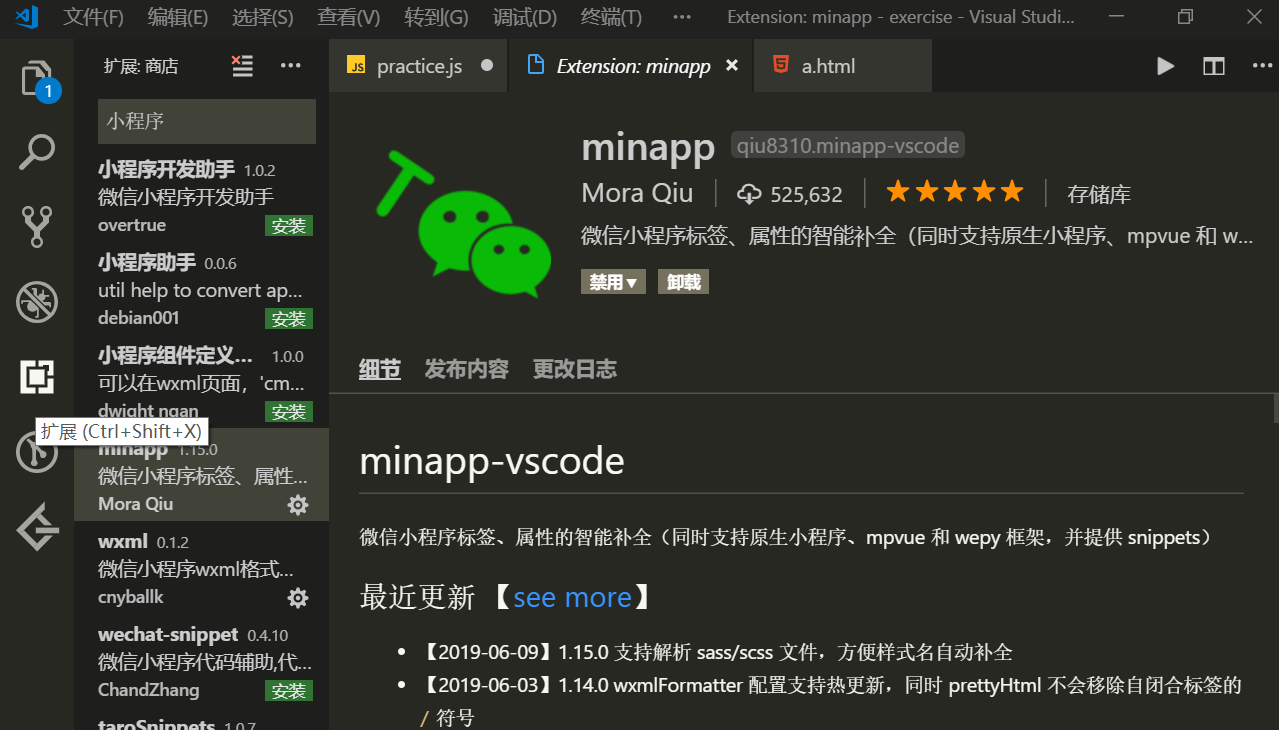 文件(F) 编辑(E) 选择(S) 查看(V) 转到(G) 调试(D) 终端(T) ··· Extension: minapp - exercise - Visual Studi...
扩展: 商店
小程序
小程序开发助手 1.0.2
微信小程序开发助手
overtrue 安装
小程序助手 0.0.6
util help to convert ap...
debian001 安装
小程序组件定义... 1.0.0
可以在wxml页面，'cm...
dwight ngan 安装
扩展 (Ctrl+Shift+X)
minapp 1.15.0
微信小程序标签、属性...
Mora Qiu
wxml 0.1.2
微信小程序wxml格式...
cnyballk
wechat-snippet 0.4.10
微信小程序代码辅助,代...
ChandZhang 安装
taroSnippets 1.0.7
1
JS practice.js
Extension: minapp
a.html
minapp qiu8310.minapp-vscode
Mora Qiu 525,632 存储库
微信小程序标签、属性的智能补全（同时支持原生小程序、mpvue 和 w...
禁用 卸载
细节 发布内容 更改日志
minapp-vscode
微信小程序标签、属性的智能补全（同时支持原生小程序、mpvue 和 wepy 框架，并提供 snippets）
最近更新 【see more】
• 【2019-06-09】1.15.0 支持解析 sass/scss 文件，方便样式名自动补全
• 【2019-06-03】1.14.0 wxmlFormatter 配置支持热更新，同时 prettyHtml 不会移除自闭合标签的
/ 符号